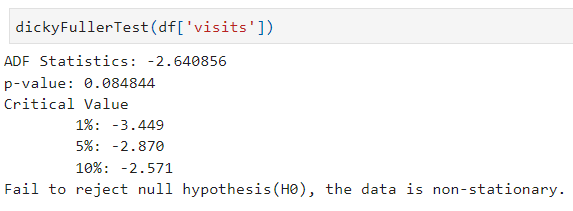 dickyFullerTest(df['visits'])
ADF Statistics: -2.640856
p-value: 0.084844
Critical Value
1%: -3.449
5%: -2.870
10%: -2.571
Fail to reject null hypothesis(H0), the data is non-stationary.